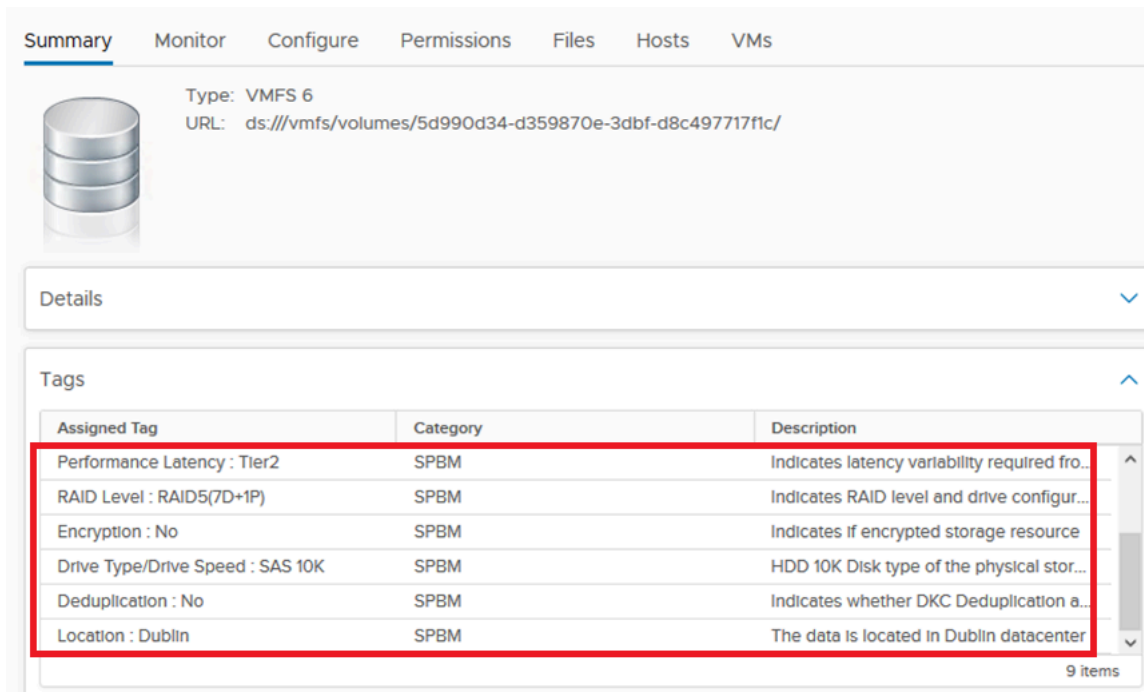 Summary Monitor Configure Permissions Files Hosts VMs
Type: VMFS 6
URL: ds:///vmfs/volumes/5d990d34-d359870e-3dbf-d8c497717f1c/
Details
Tags
Assigned Tag Category Description
Performance Latency : Tier2 SPBM Indicates latency variability required fro...
RAID Level : RAID5(7D+1P) SPBM Indicates RAID level and drive configur...
Encryption : No SPBM Indicates if encrypted storage resource
Drive Type/Drive Speed : SAS 10K SPBM HDD 10K Disk type of the physical stor...
Deduplication : No SPBM Indicates whether DKC Deduplication a...
Location : Dublin SPBM The data is located in Dublin datacenter
9 items